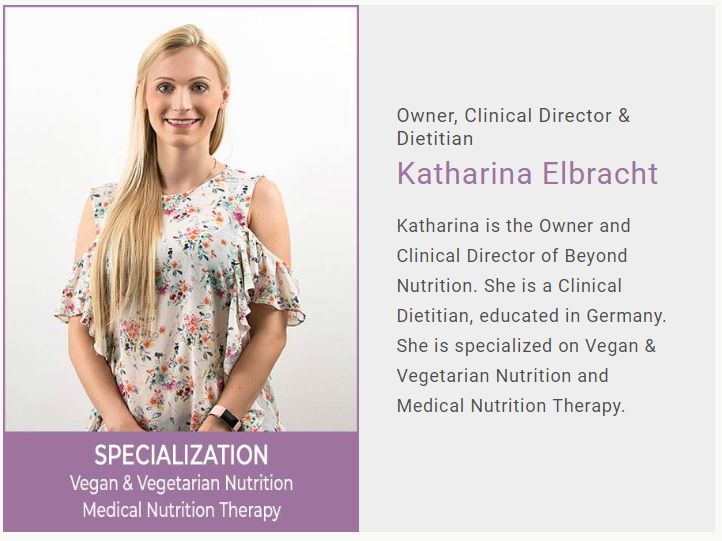 Owner, Clinical Director &
Dietitian
Katharina Elbracht
Katharina is the Owner and
Clinical Director of Beyond
Nutrition. She is a Clinical
Dietitian, educated in Germany.
She is specialized on Vegan &
Vegetarian Nutrition and
Medical Nutrition Therapy.
SPECIALIZATION
Vegan & Vegetarian Nutrition
Medical Nutrition Therapy